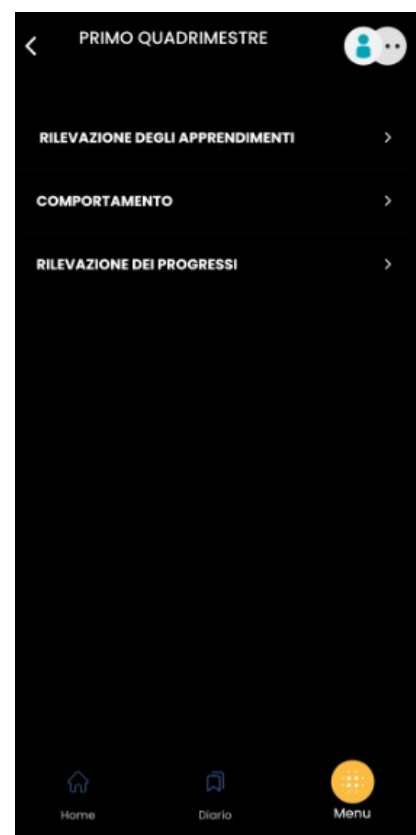 PRIMO QUADRIMESTRE
RILEVAZIONE DEGLI APPRENDIMENTI
COMPORTAMENTO
RILEVAZIONE DEI PROGRESSI
Home
Diario
Menu